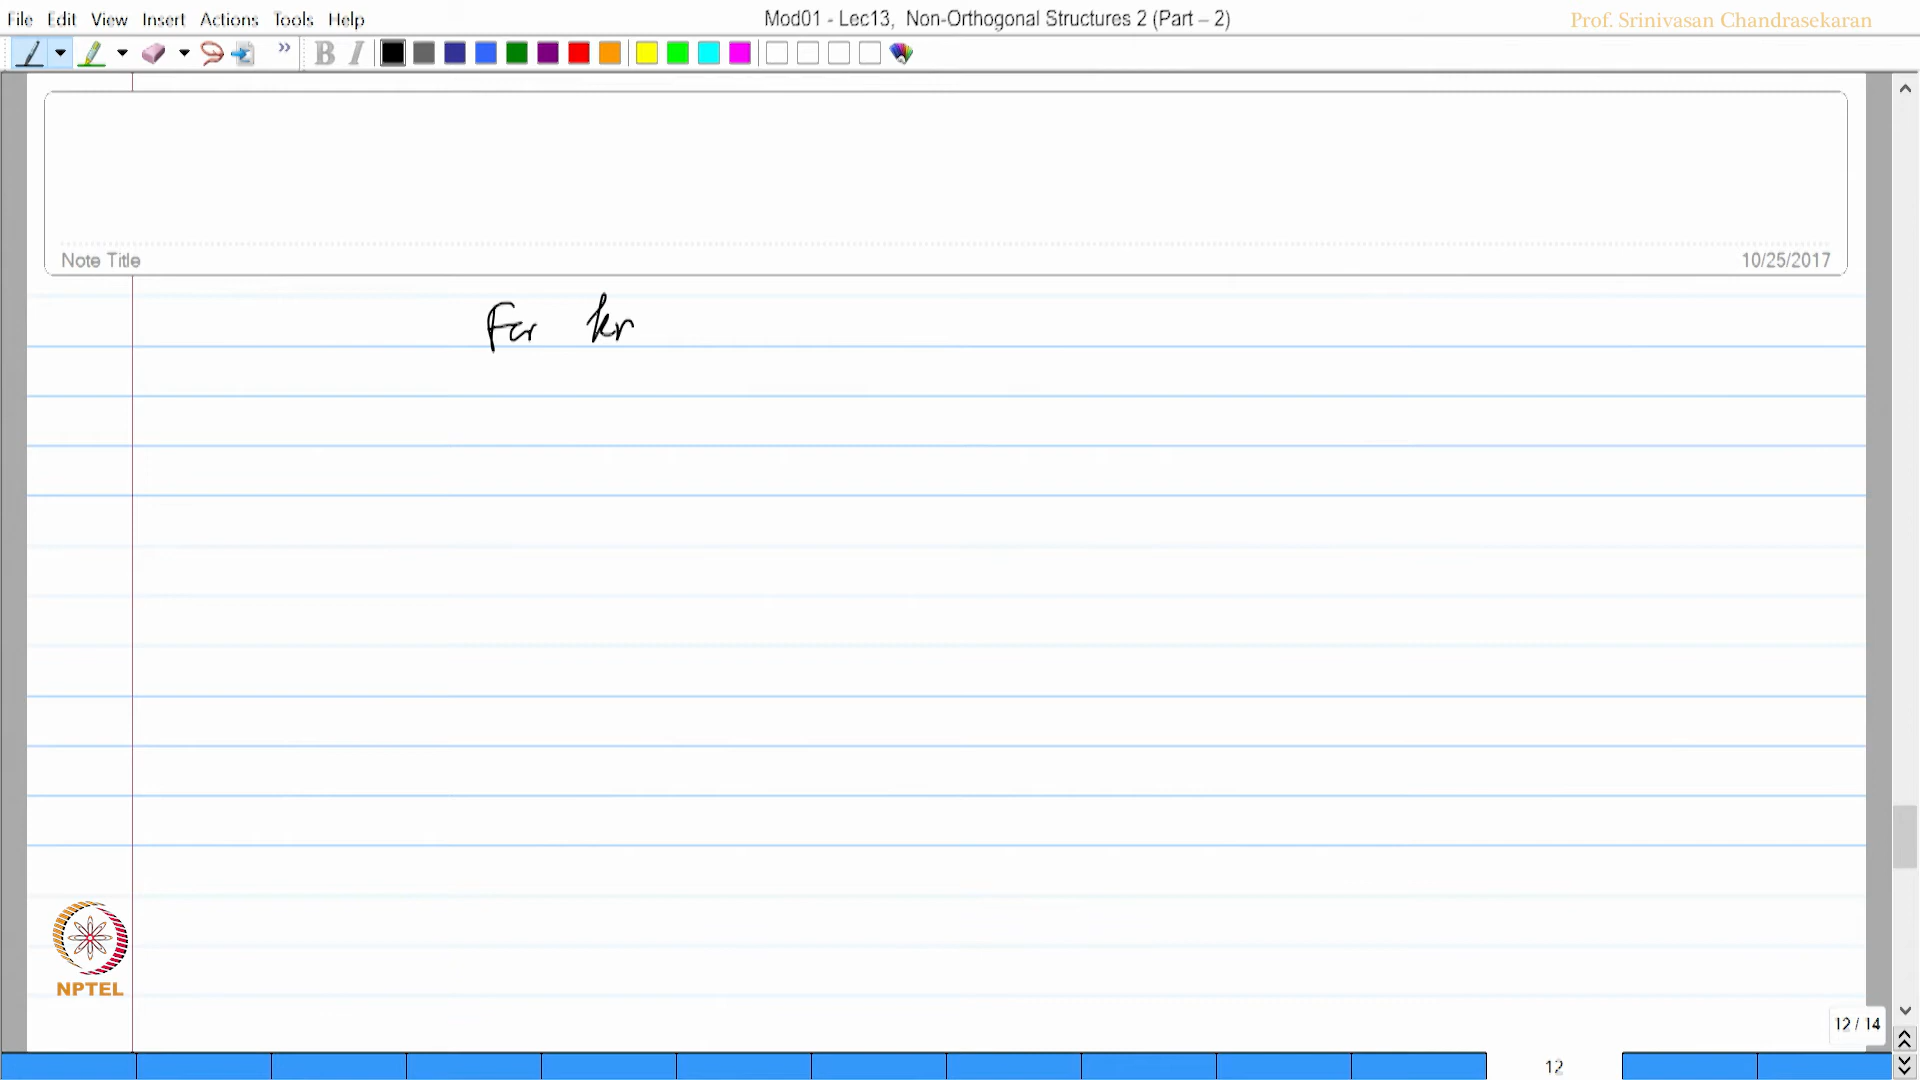 File Edit View Insert Actions Tools Help
Mod01 - Lec13, Non-Orthogonal Structures 2 (Part – 2)
Prof. Srinivasan Chandrasekaran
» B I
Note Title
10/25/2017
For
NPTEL
12 / 14
12